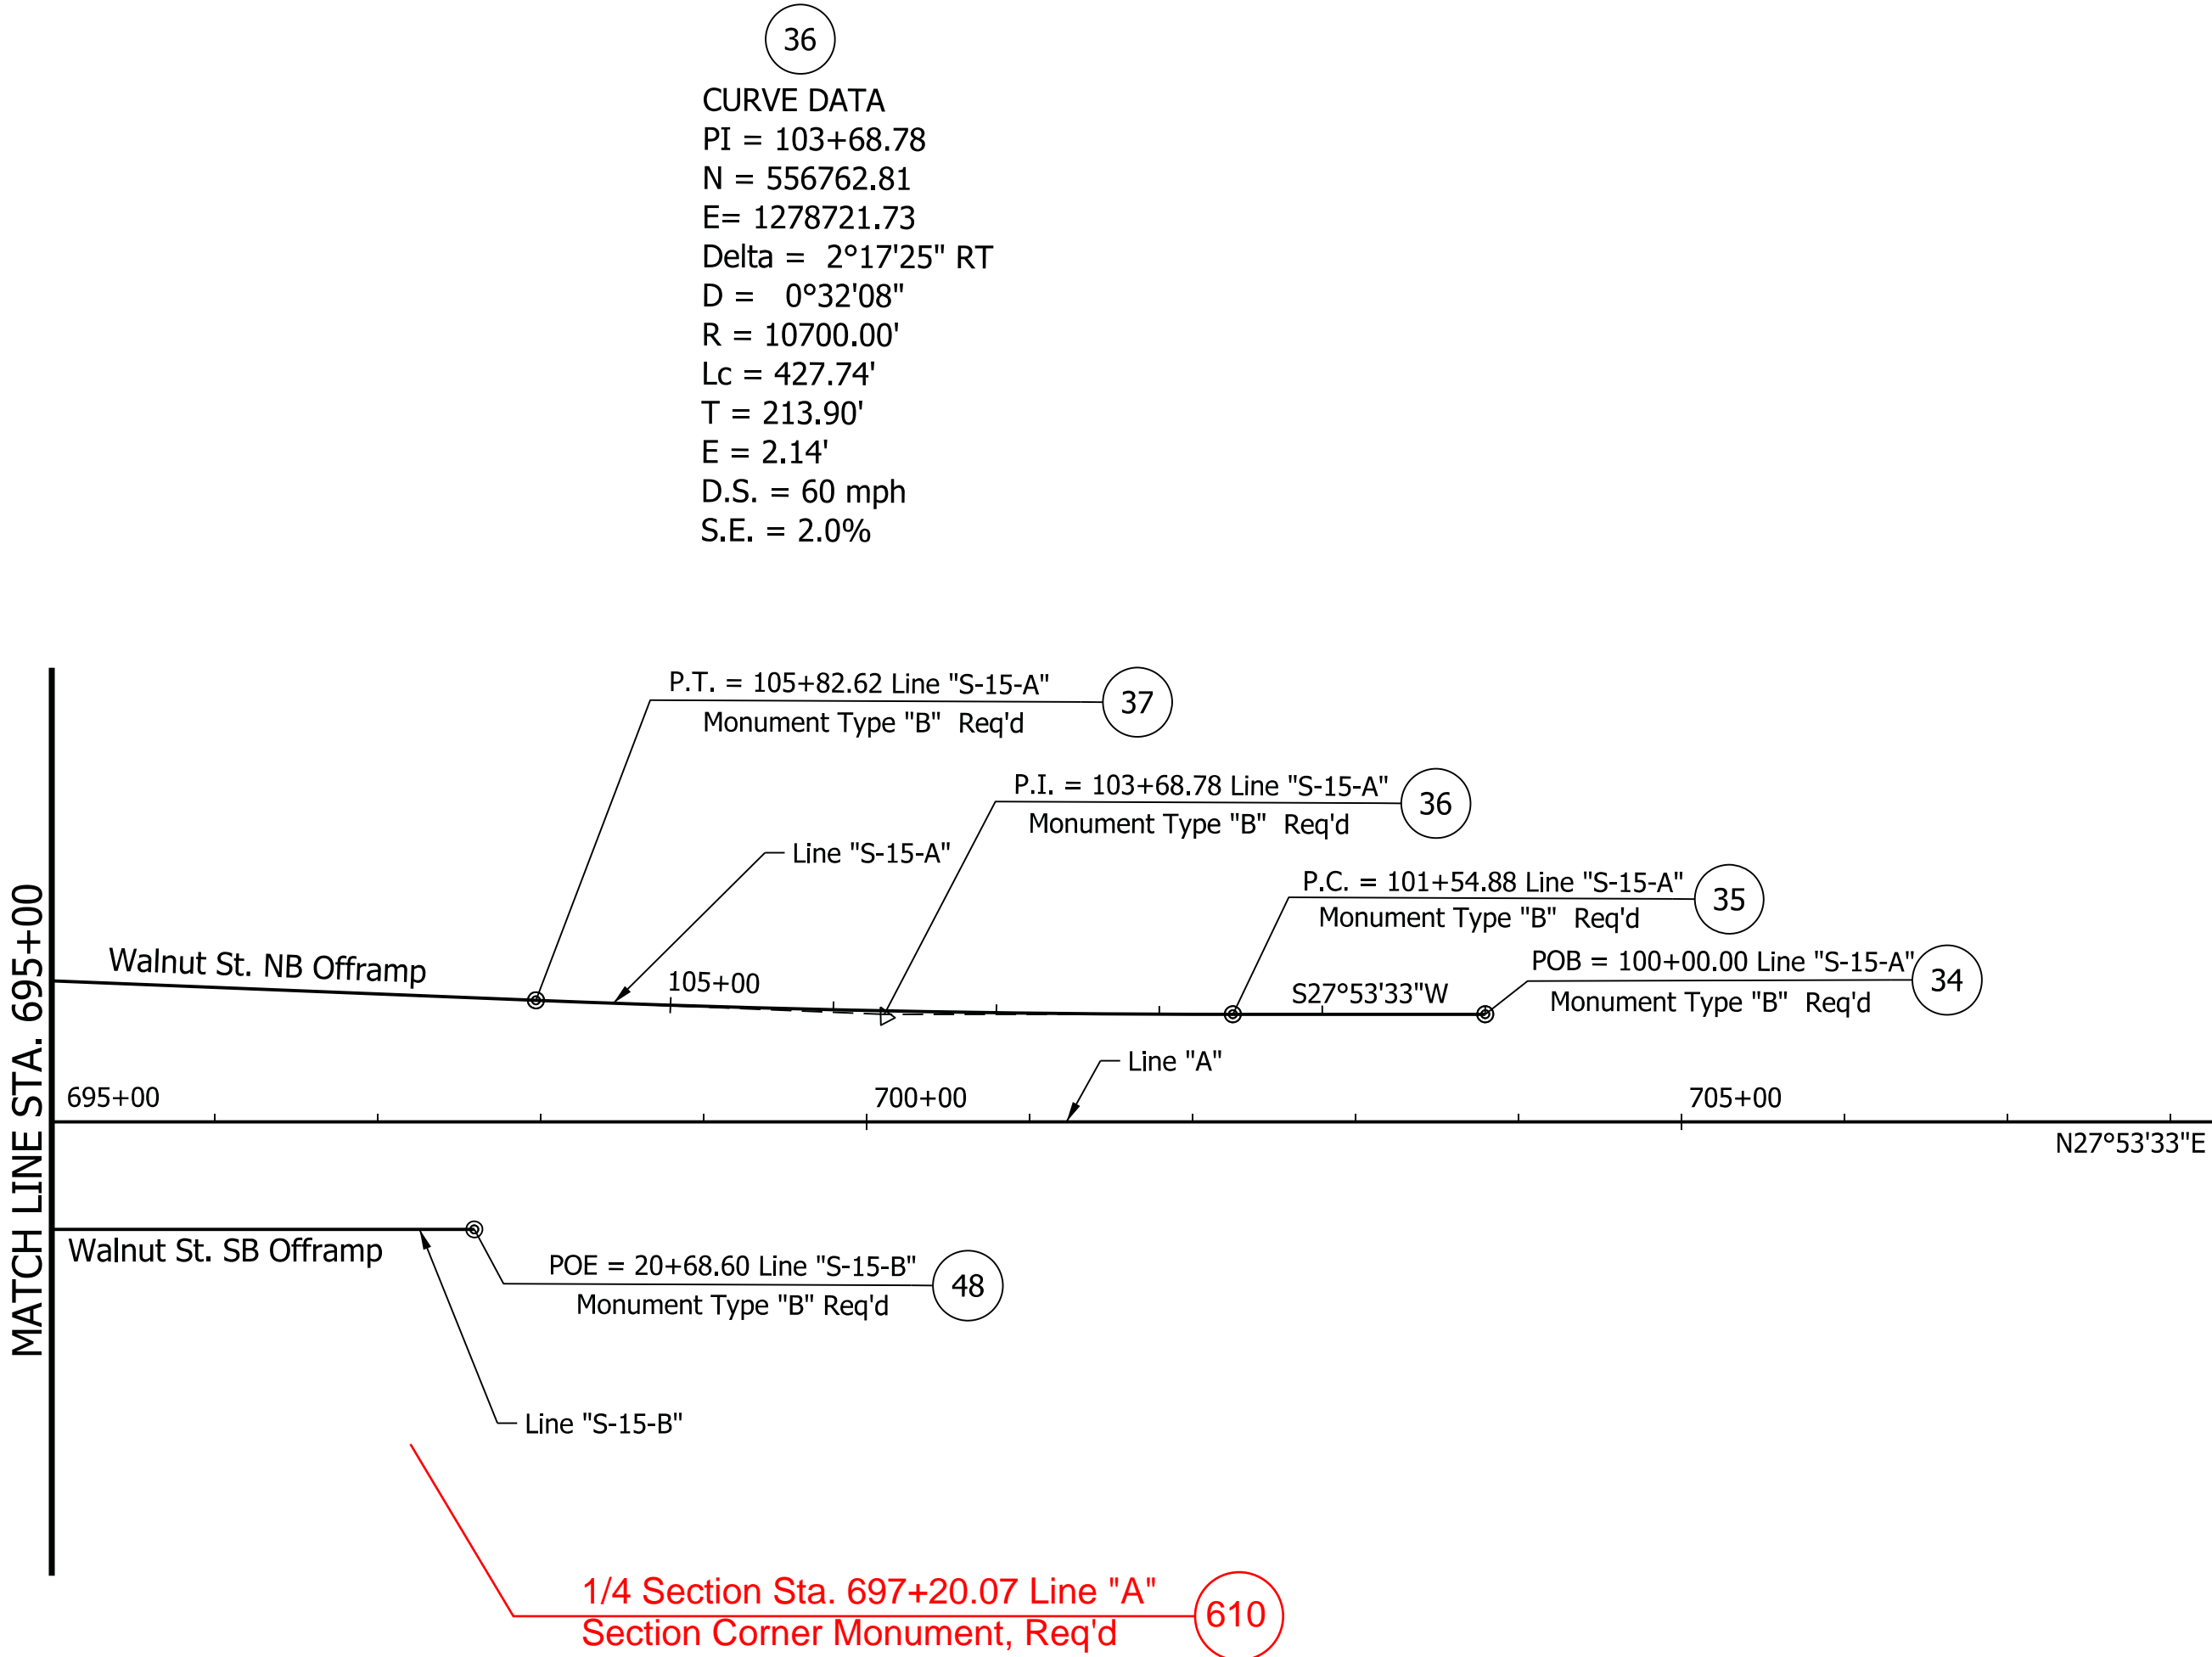 36
CURVE DATA
PI = 103+68.78
N = 556762.81
E= 1278721.73
Delta =  2°17'25" RT
D =   0°32'08"
R = 10700.00'
Lc = 427.74'
T = 213.90'
E = 2.14'
D.S. = 60 mph
S.E. = 2.0%
MATCH LINE STA. 695+00
P.T. = 105+82.62 Line "S-15-A"
Monument Type "B"  Req'd
37
P.I. = 103+68.78 Line "S-15-A"
Monument Type "B"  Req'd
36
Line "S-15-A"
P.C. = 101+54.88 Line "S-15-A"
Monument Type "B"  Req'd
35
Walnut St. NB Offramp
105+00
S27°53'33"W
POB = 100+00.00 Line "S-15-A"
Monument Type "B"  Req'd
34
Line "A"
695+00
700+00
705+00
N27°53'33"E
Walnut St. SB Offramp
POE = 20+68.60 Line "S-15-B"
Monument Type "B" Req'd
48
Line "S-15-B"
1/4 Section Sta. 697+20.07 Line "A"
Section Corner Monument, Req'd
610